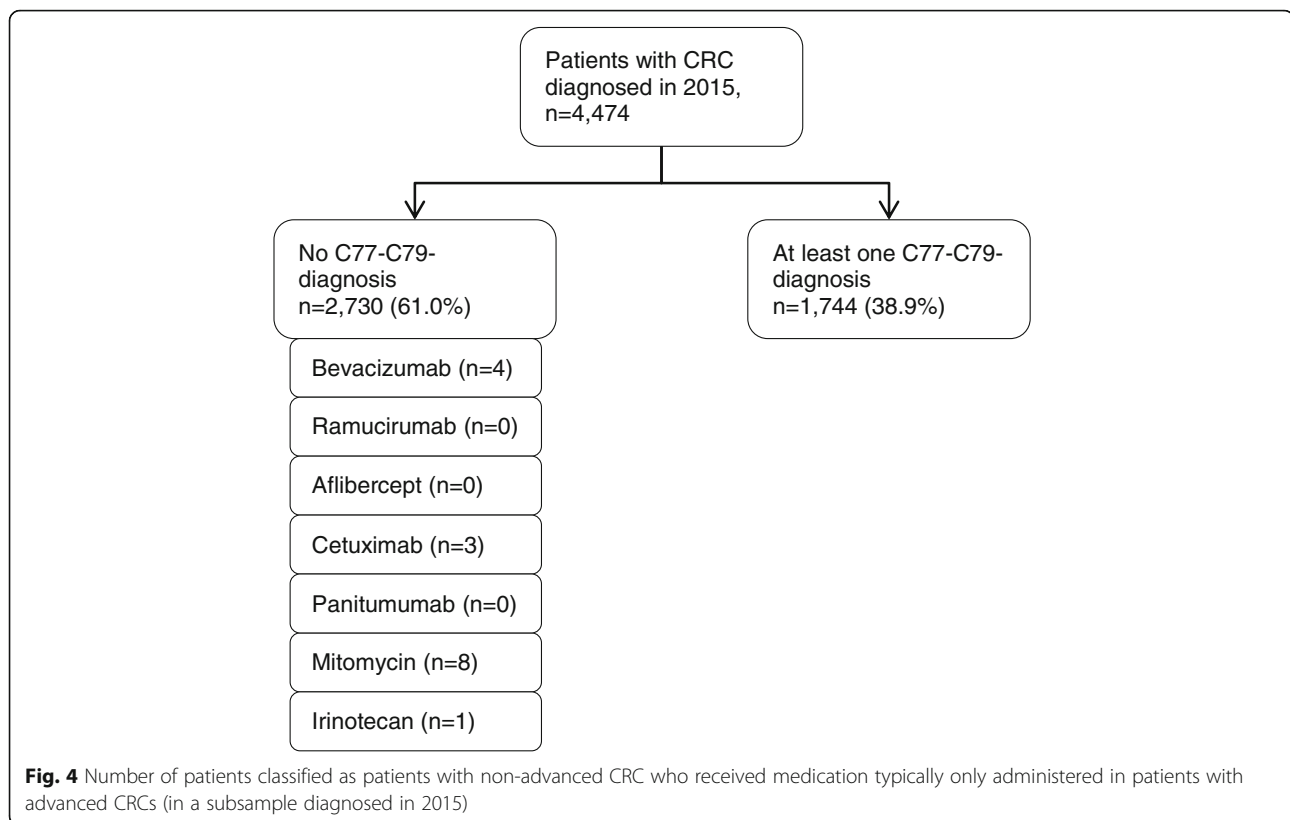 Patients with CRC
diagnosed in 2015,
n=4,474
No C77-C79-
diagnosis
n=2,730 (61.0%)
At least one C77-C79-
diagnosis
n=1,744 (38.9%)
Bevacizumab (n=4)
Ramucirumab (n=0)
Aflibercept (n=0)
Cetuximab (n=3)
Panitumumab (n=0)
Mitomycin (n=8)
Irinotecan (n=1)
Fig. 4 Number of patients classified as patients with non-advanced CRC who received medication typically only administered in patients with
advanced CRCs (in a subsample diagnosed in 2015)